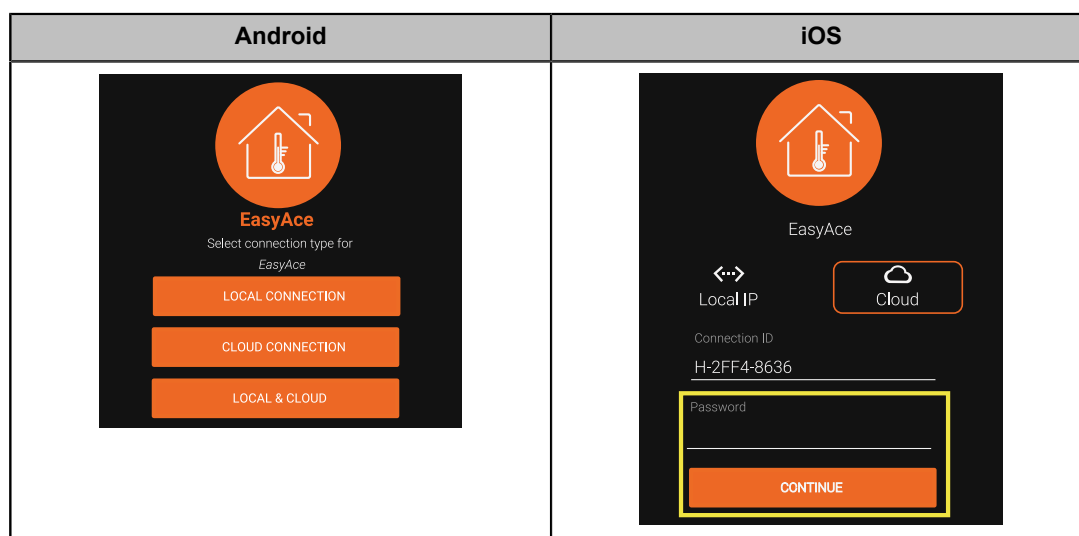 Android
iOS
EasyAce
Select connection type for
EasyAce
LOCAL CONNECTION
CLOUD CONNECTION
LOCAL & CLOUD
EasyAce
Local IP
Cloud
Connection ID
H-2FF4-8636
Password
CONTINUE